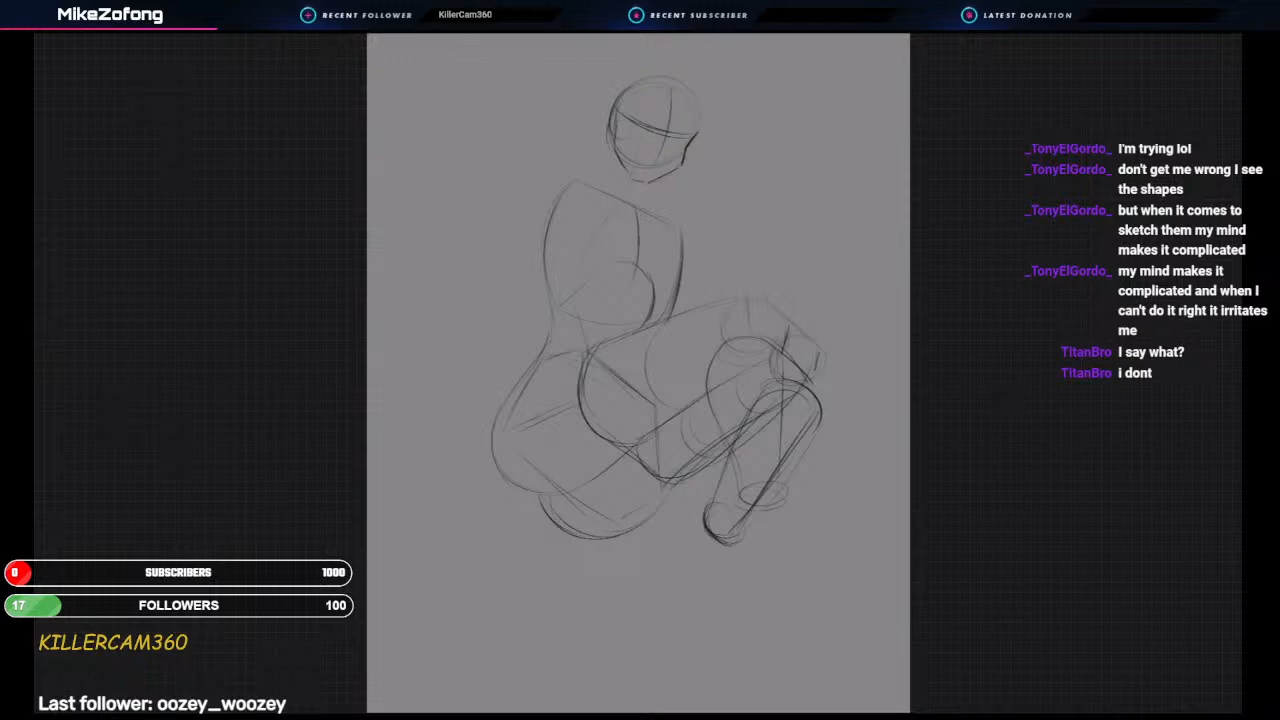 MikeZofong
RECENT FOLLOWER KillerCam360 RECENT SUBSCRIBER LATEST DONATION
_TonyElGordo_ I'm trying lol
_TonyElGordo_ don't get me wrong I see
the shapes
_TonyElGordo_ but when it comes to
sketch them my mind
makes it complicated
_TonyElGordo_ my mind makes it
complicated and when I
can't do it right it irritates
me
TItanBro I say what?
TItanBro i dont
0 SUBSCRIBERS 1000
17 FOLLOWERS 100
KILLERCAM360
Last follower: oozey_woozey